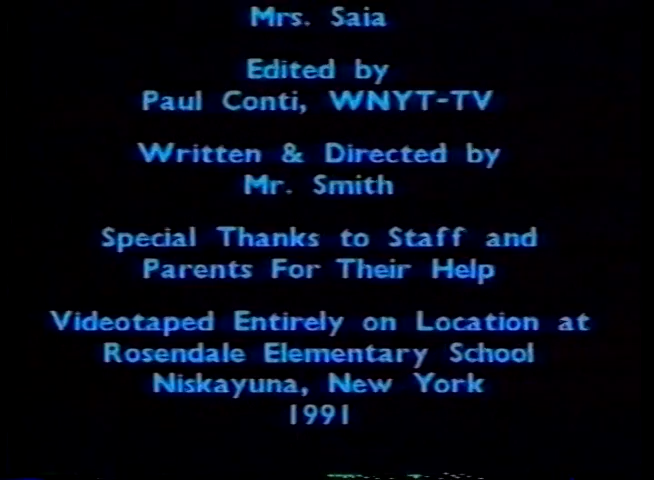 Mrs. Saia
Edited by
Paul Conti, WNYT-TV
Written & Directed by
Mr. Smith
Special Thanks to Staff and
Parents For Their Help
Videotaped Entirely on Location at
Rosendale Elementary School
Niskayuna, New York
1991